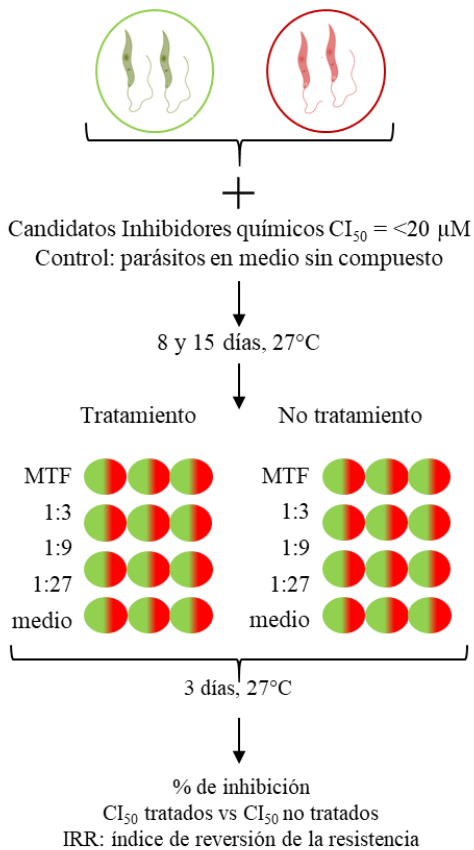 Candidatos Inhibidores químicos CI50 = <20 µM
Control: parásitos en medio sin compuesto
8 y 15 días, 27°C
Tratamiento
No tratamiento
MTF
1:3
1:9
1:27
medio
MTF
1:3
1:9
1:27
medio
3 días, 27°C
% de inhibición
CI50 tratados vs CI50 no tratados
IRR: índice de reversión de la resistencia